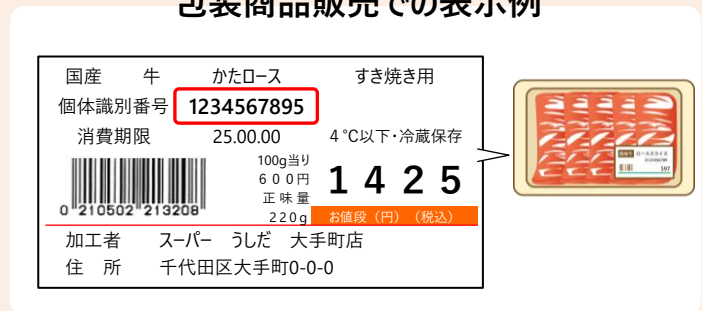 包装商品販売での表示例
国産 牛 かたロース すき焼き用
個体識別番号 1234567895
消費期限 25.00.00 4℃以下・冷蔵保存
100g当り
600円
正味量
220g
1425
お値段（円）（税込）
0 210502 213208
加工者 スーパー うしだ 大手町店
住所 千代田区大手町0-0-0
597